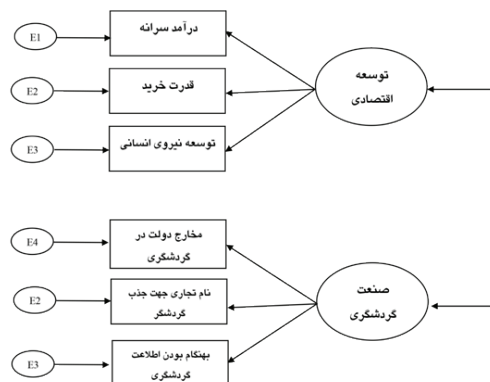 E1
درآمد سرانه
E2
قدرت خرید
E3
توسعه نیروی انسانی
توسعه
اقتصادی
E4
مخارج دولت در
گردشگری
E2
نام تجاری جهت جذب
گردشگر
E3
بهنگام بودن اطلاعت
گردشگری
صنعت
گردشگری